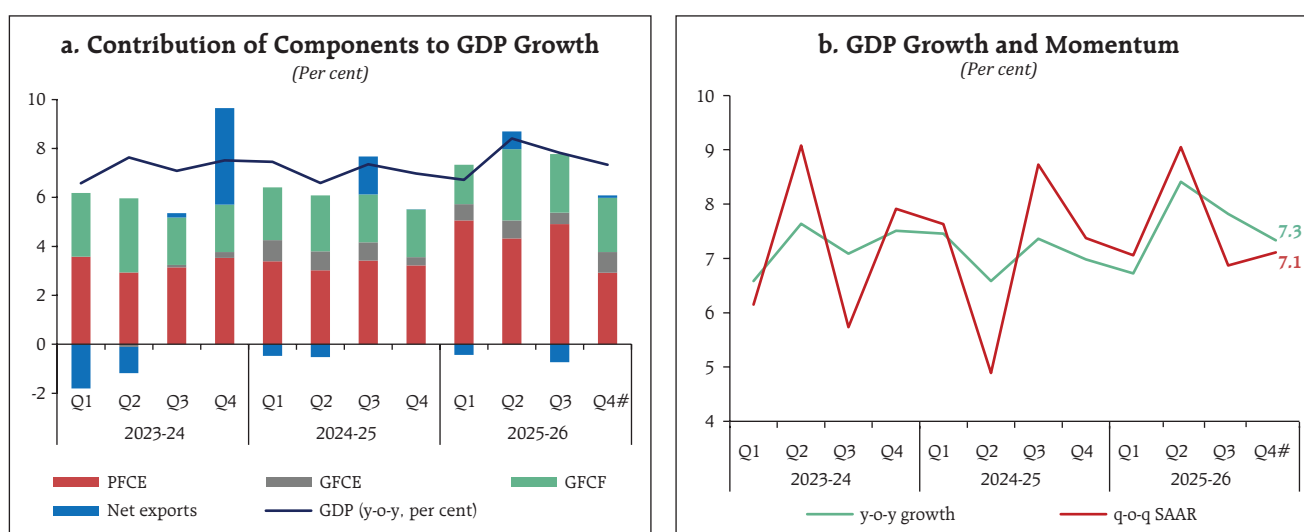 a. Contribution of Components to GDP Growth
(Per cent)
10
8
6
4
2
0
-2
Q1 Q2 Q3 Q4 Q1 Q2 Q3 Q4 Q1 Q2 Q3 Q4#
2023-24 2024-25 2025-26
PFCE GFCE GFCF
Net exports GDP (y-o-y, per cent)
b. GDP Growth and Momentum
(Per cent)
10
9
8
7
6
5
4
7.3
7.1
Q1 Q2 Q3 Q4 Q1 Q2 Q3 Q4 Q1 Q2 Q3 Q4#
2023-24 2024-25 2025-26
y-o-y growth q-o-q SAAR